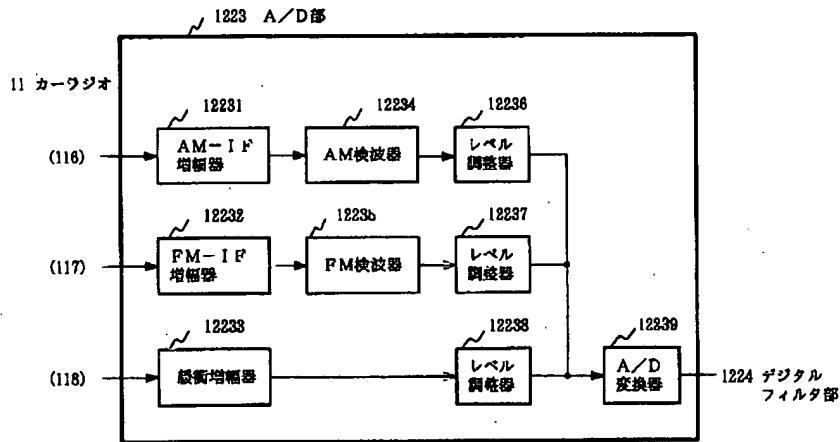 1223 A/D部
11 カーラジオ
12231
12234
12236
(116)
AM-IF
増幅器
AM検波器
レベル
調整器
12232
12235
12237
(117)
FM-IF
増幅器
FM検波器
レベル
調整器
12233
12238
12239
(118)
緩衝増幅器
レベル
調整器
A/D
変換器
1224 デジタル
フィルタ部